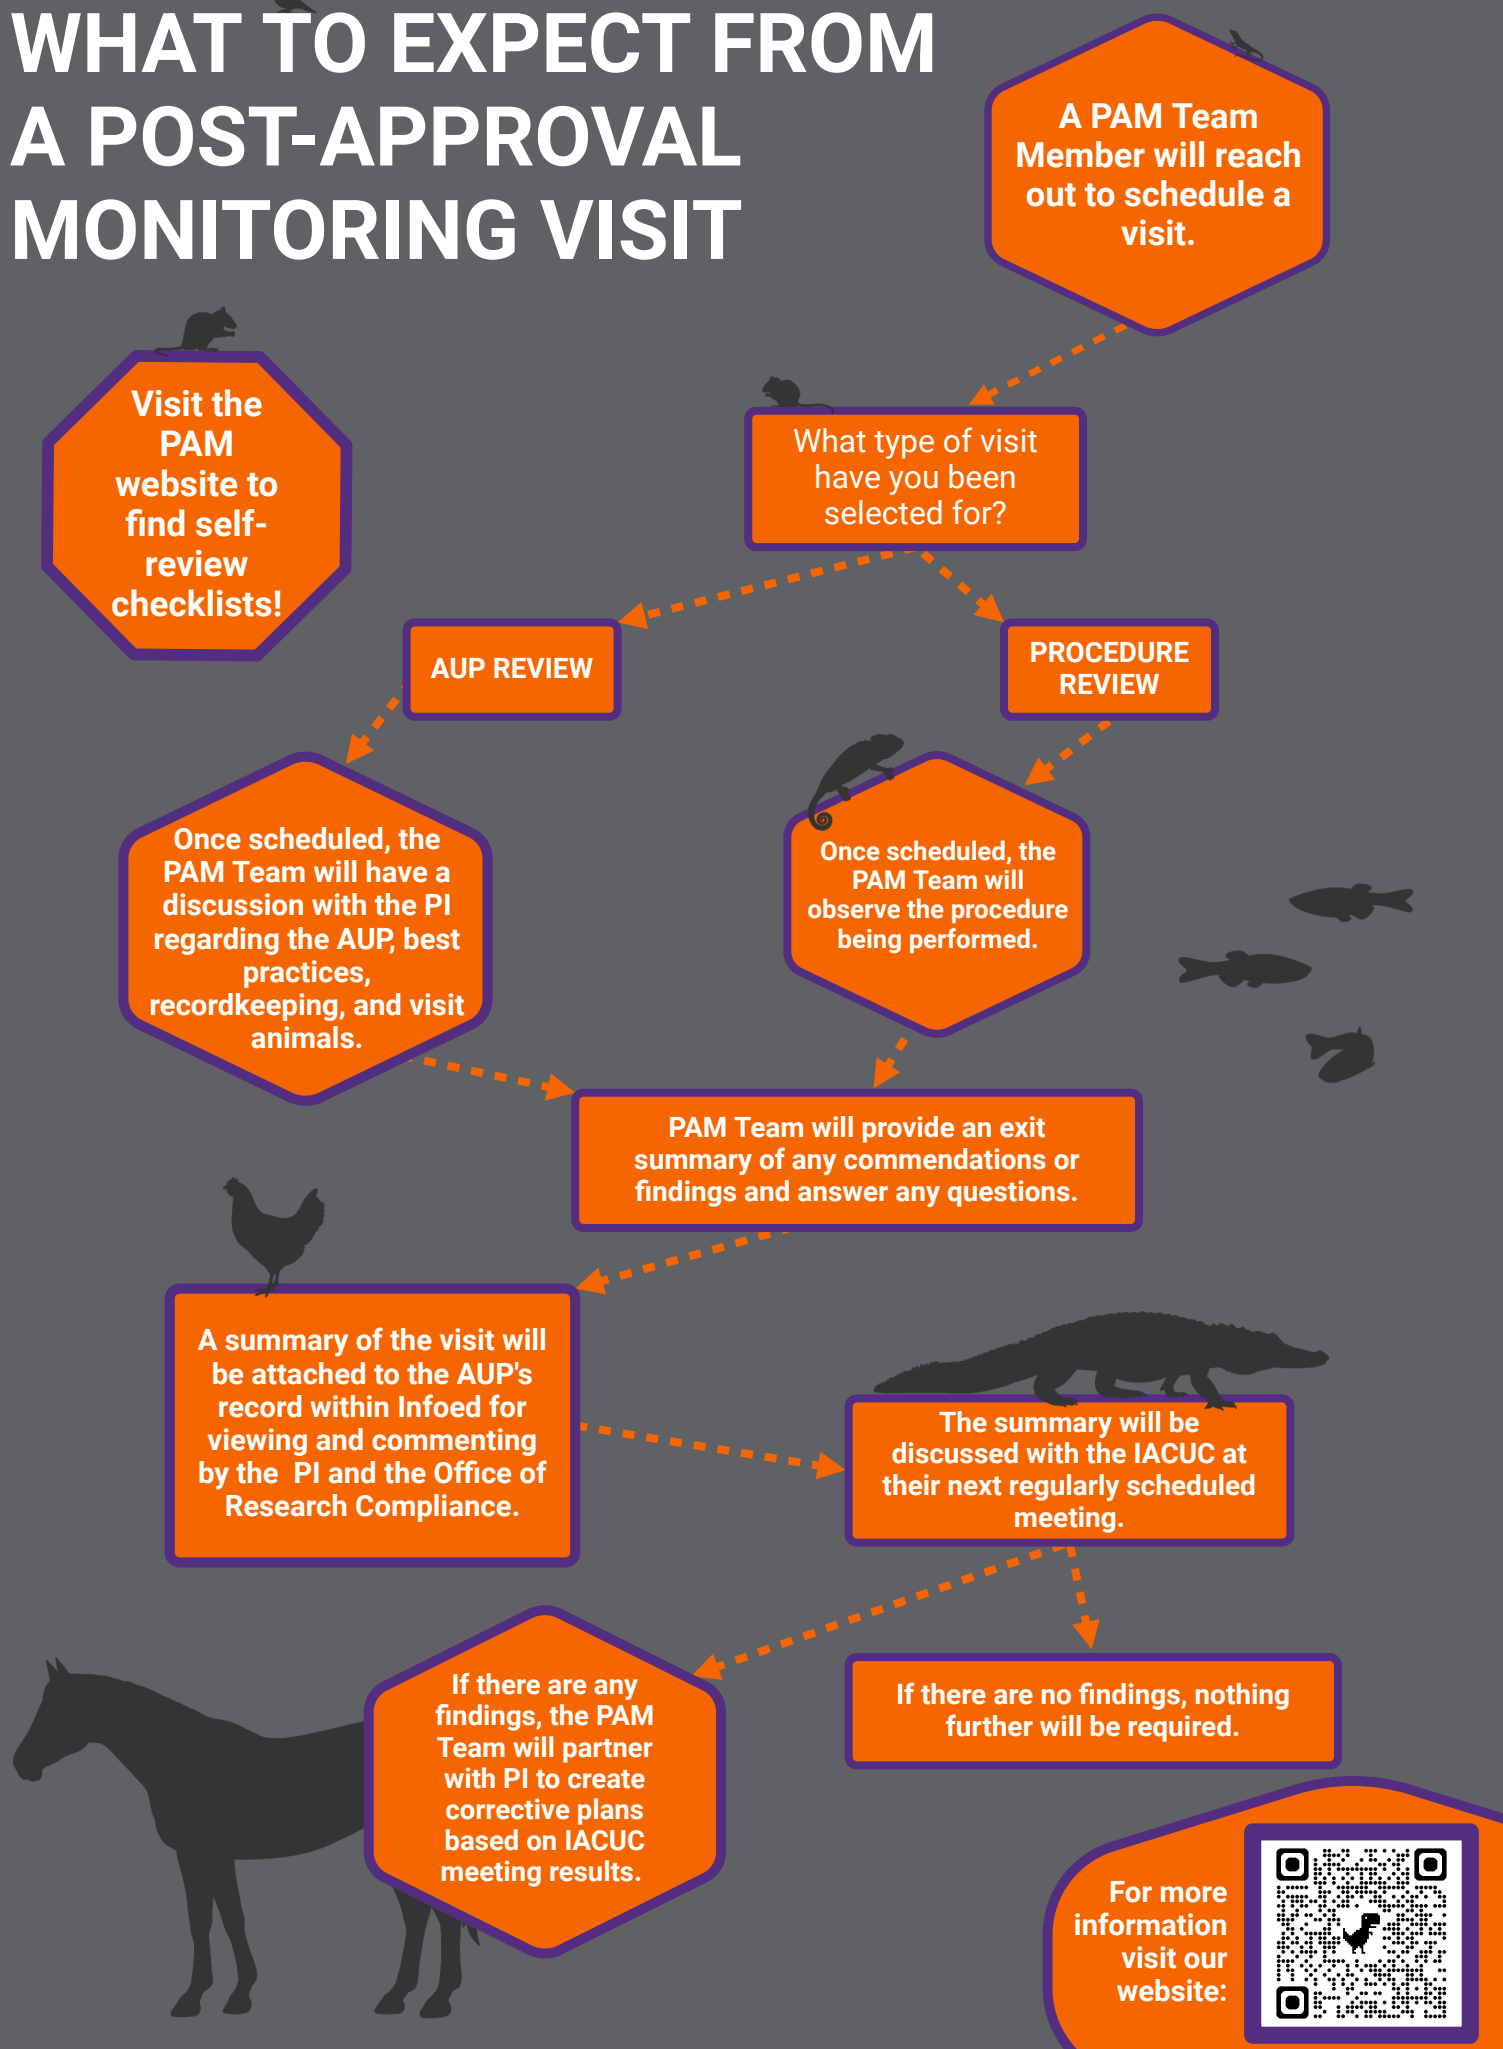 WHAT TO EXPECT FROM
A POST-APPROVAL
MONITORING VISIT
A PAM Team
Member will reach
out to schedule a
visit.
Visit the
PAM
website to
find self-
review
checklists!
What type of visit
have you been
selected for?
AUP REVIEW
PROCEDURE
REVIEW
Once scheduled, the
PAM Team will have a
discussion with the PI
regarding the AUP, best
practices,
recordkeeping, and visit
animals.
Once scheduled, the
PAM Team will
observe the procedure
being performed.
PAM Team will provide an exit
summary of any commendations or
findings and answer any questions.
A summary of the visit will
be attached to the AUP's
record within Infoed for
viewing and commenting
by the  PI and the Office of
Research Compliance.
The summary will be
discussed with the IACUC at
their next regularly scheduled
meeting.
If there are any
findings, the PAM
Team will partner
with PI to create
corrective plans
based on IACUC
meeting results.
If there are no findings, nothing
further will be required.
For more
information
visit our
website: